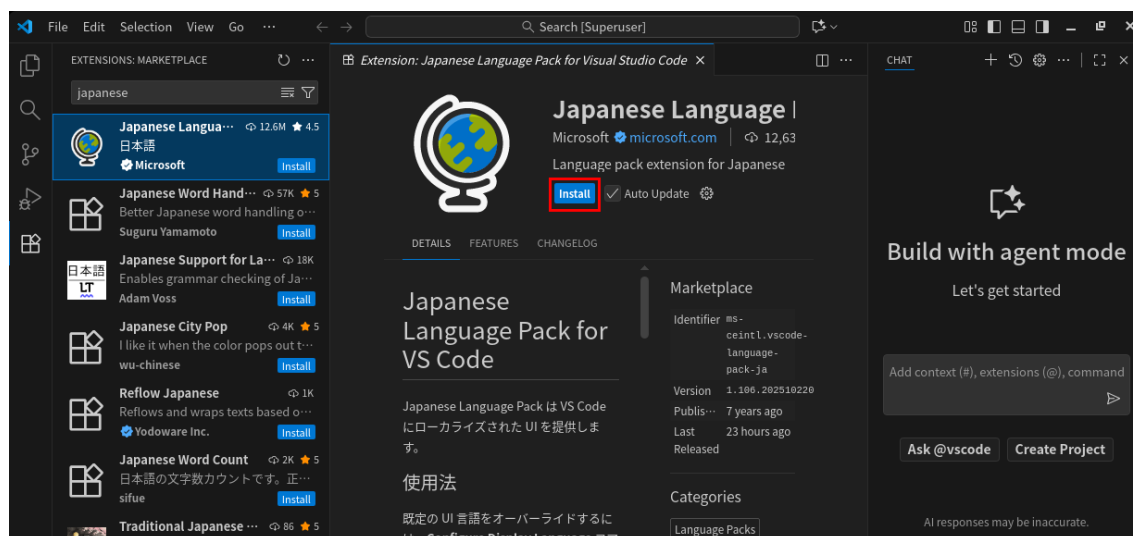 File Edit Selection View Go ··· Search [Superuser]
EXTENSIONS: MARKETPLACE
japanese
Japanese Langua··· 12.6M ★ 4.5
日本語
Microsoft Install
Japanese Word Hand··· 57K ★ 5
Better Japanese word handling o···
Suguru Yamamoto Install
日本語
LT
Japanese Support for La··· 18K
Enables grammar checking of Ja···
Adam Voss Install
Japanese City Pop 4K ★ 5
I like it when the color pops out t···
wu-chinese Install
Reflow Japanese 1K
Reflows and wraps texts based o···
Yodoware Inc. Install
Japanese Word Count 2K ★ 5
日本語の文字数カウントです。正···
sifue Install
Traditional Japanese ··· 86 ★ 5
Extension: Japanese Language Pack for Visual Studio Code
Japanese Language
Microsoft microsoft.com 12,63
Language pack extension for Japanese
Install Auto Update
DETAILS FEATURES CHANGELOG
Japanese
Language Pack for
VS Code
Japanese Language Pack は VS Code
にローカライズされた UI を提供しま
す。
使用法
既定の UI 言語をオーバーライドするに
は、Configure Display Language コマ
Marketplace
Identifier ms-
ceintl.vscode-
language-
pack-ja
Version 1.106.202510220
Publis··· 7 years ago
Last 23 hours ago
Released
Categories
Language Packs
CHAT
Build with agent mode
Let's get started
Add context (#), extensions (@), command
Ask @vscode Create Project
AI responses may be inaccurate.